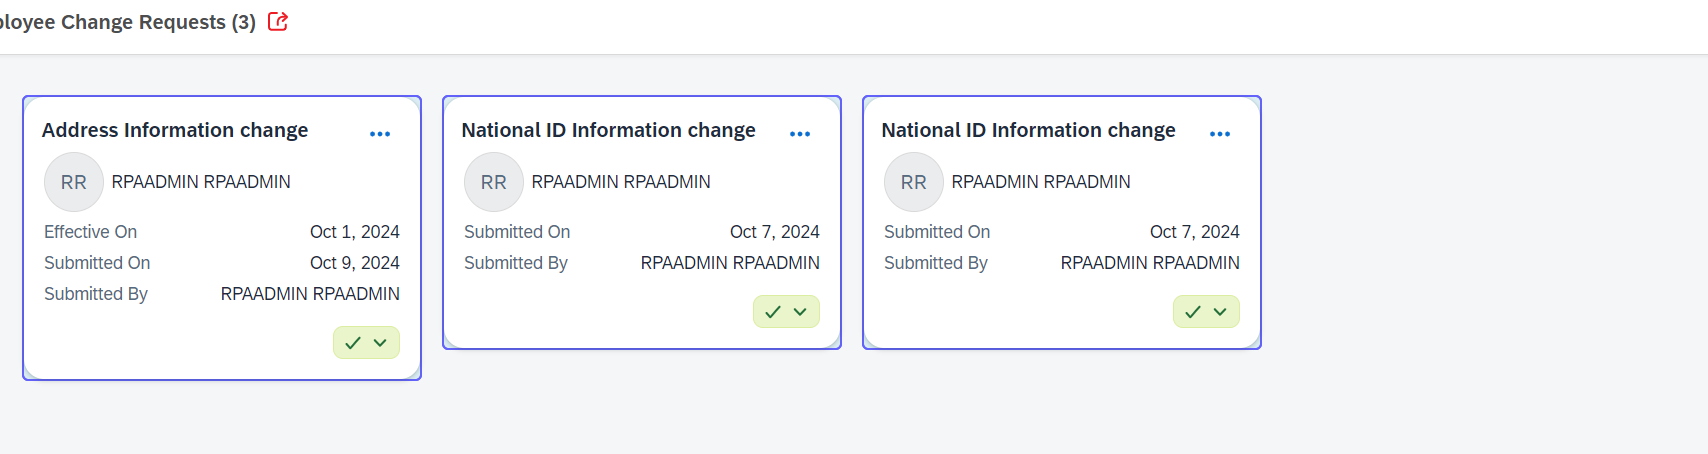 ployee Change Requests (3)
Address Information change
RR RPAADMIN RPAADMIN
Effective On Oct 1, 2024
Submitted On Oct 9, 2024
Submitted By RPAADMIN RPAADMIN
National ID Information change
RR RPAADMIN RPAADMIN
Submitted On Oct 7, 2024
Submitted By RPAADMIN RPAADMIN
National ID Information change
RR RPAADMIN RPAADMIN
Submitted On Oct 7, 2024
Submitted By RPAADMIN RPAADMIN